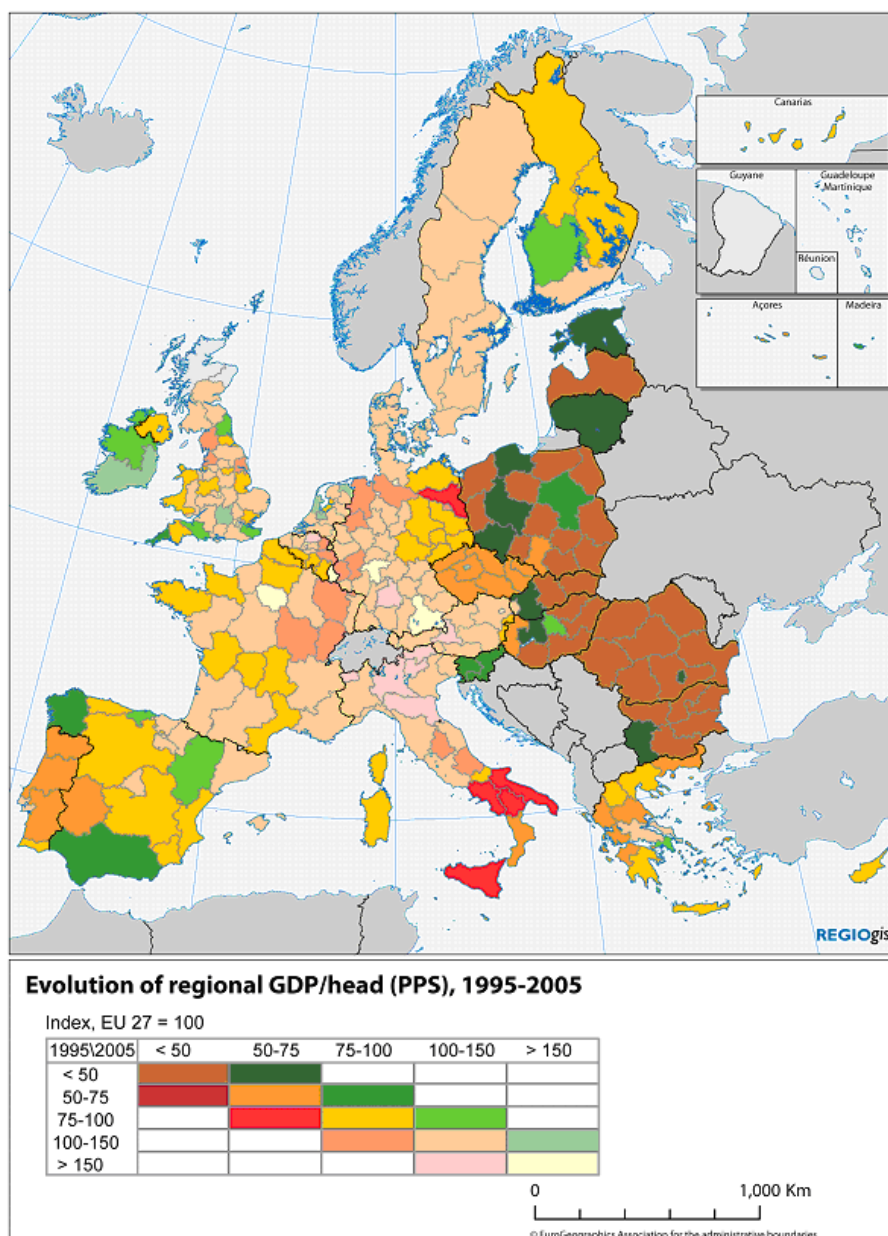 Canarias
Guyane
Guadeloupe
Martinique
Réunion
Açores
Madeira
REGIOgis
Evolution of regional GDP/head (PPS), 1995-2005
Index, EU 27 = 100
1995\2005 < 50 50-75 75-100 100-150 > 150
< 50
50-75
75-100
100-150
> 150
0 1,000 Km
© EuroGeographics Association for the administrative boundaries